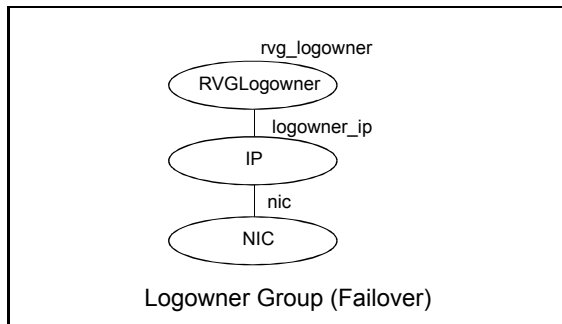 rvg_logowner
RVGLogowner
logowner_ip
IP
nic
NIC
Logowner Group (Failover)